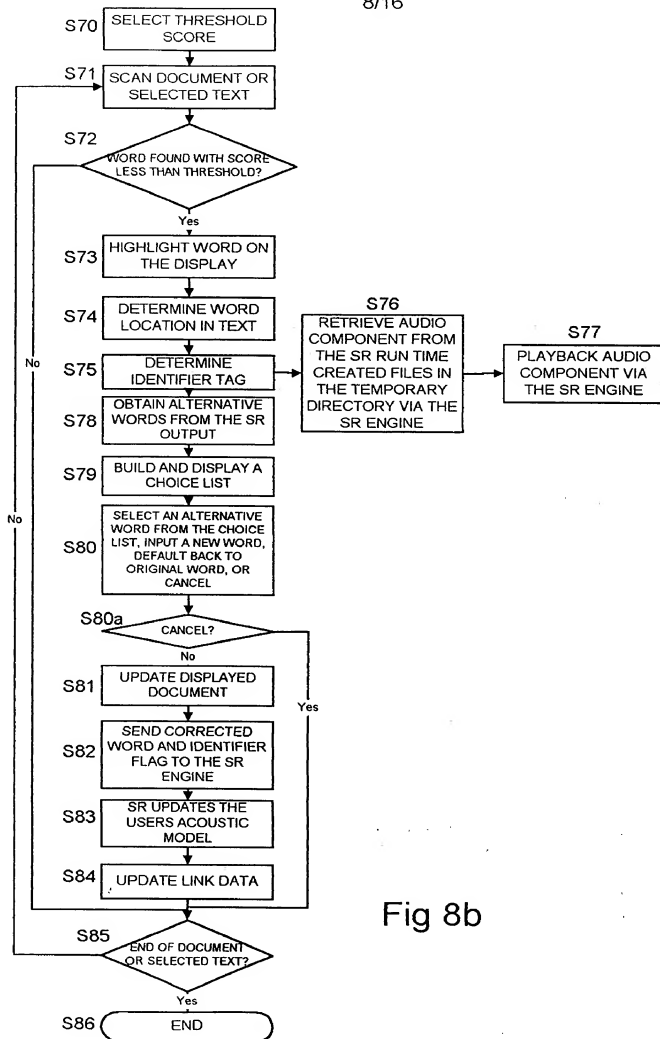 8/16
S70
SELECT THRESHOLD
SCORE
S71
SCAN DOCUMENT OR
SELECTED TEXT
S72
WORD FOUND WITH SCORE
LESS THAN THRESHOLD?
Yes
S73
HIGHLIGHT WORD ON
THE DISPLAY
S74
DETERMINE WORD
LOCATION IN TEXT
S75
DETERMINE
IDENTIFIER TAG
S76
RETRIEVE AUDIO
COMPONENT FROM
THE SR RUN TIME
CREATED FILES IN
THE TEMPORARY
DIRECTORY VIA THE
SR ENGINE
S77
PLAYBACK AUDIO
COMPONENT VIA
THE SR ENGINE
No
S78
OBTAIN ALTERNATIVE
WORDS FROM THE SR
OUTPUT
S79
BUILD AND DISPLAY A
CHOICE LIST
No
S80
SELECT AN ALTERNATIVE
WORD FROM THE CHOICE
LIST, INPUT A NEW WORD,
DEFAULT BACK TO
ORIGINAL WORD, OR
CANCEL
S80a
CANCEL?
No
Yes
S81
UPDATE DISPLAYED
DOCUMENT
S82
SEND CORRECTED
WORD AND IDENTIFIER
FLAG TO THE SR
ENGINE
S83
SR UPDATES THE
USERS ACOUSTIC
MODEL
S84
UPDATE LINK DATA
S85
END OF DOCUMENT
OR SELECTED TEXT?
Yes
S86
END
Fig 8b